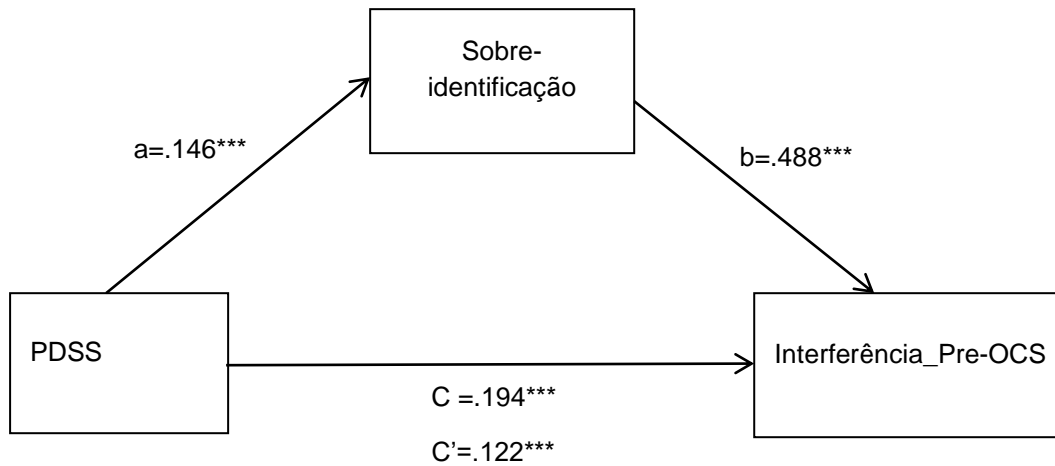 Sobre-
identificação
a=.146***
b=.488***
PDSS
Interferência_Pre-OCS
C =.194***
C’=.122***